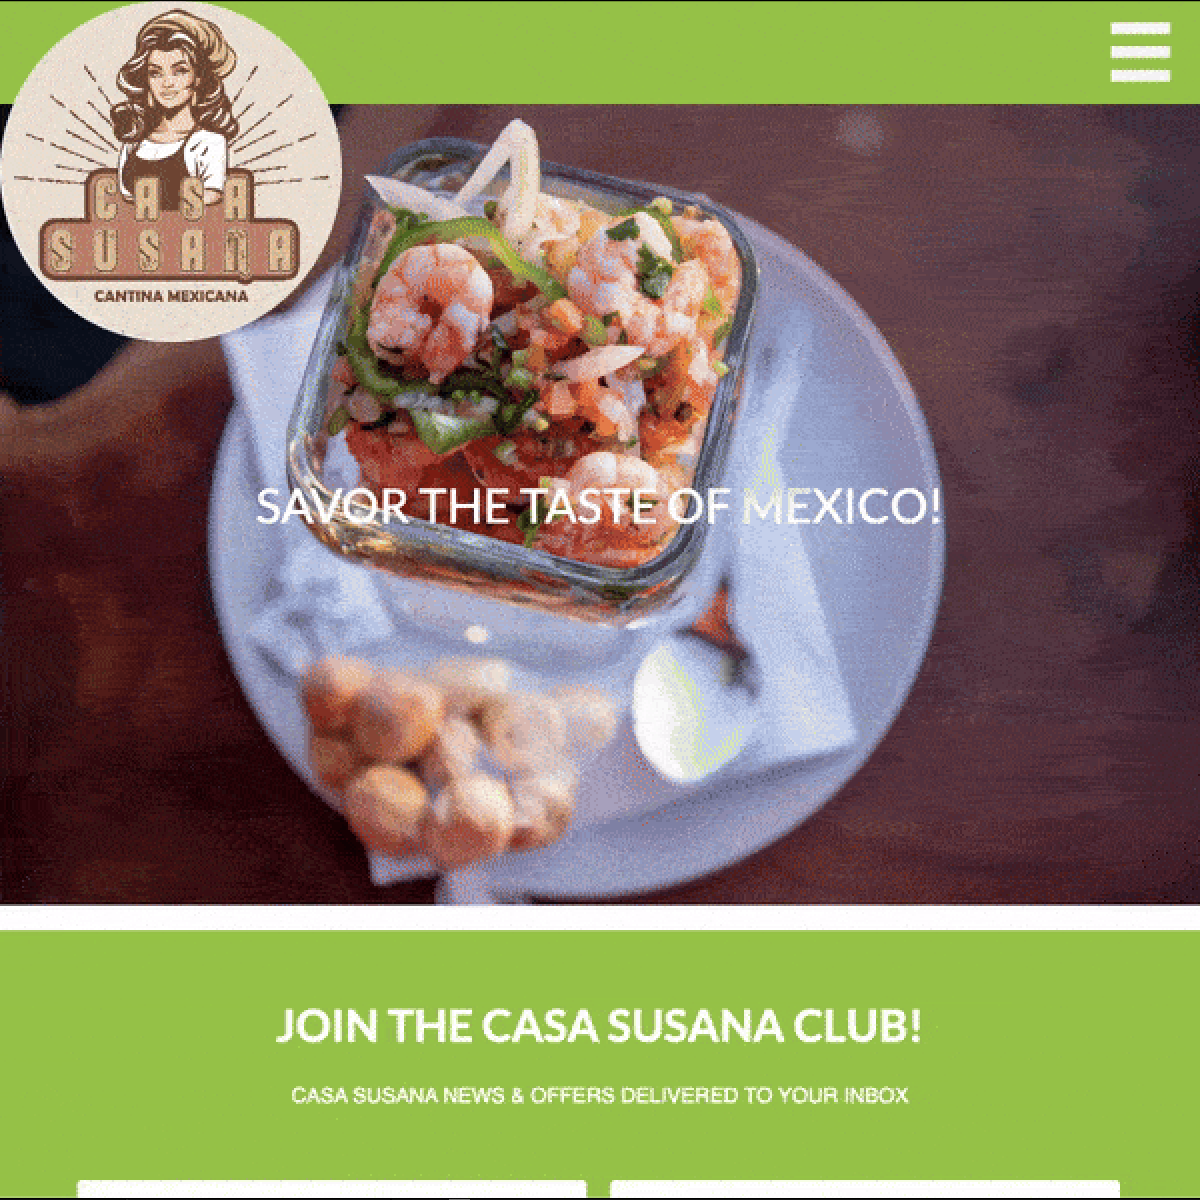 CASA
SUSANA
CANTINA MEXICANA
SAVOR THE TASTE OF MEXICO!
JOIN THE CASA SUSANA CLUB!
CASA SUSANA NEWS & OFFERS DELIVERED TO YOUR INBOX